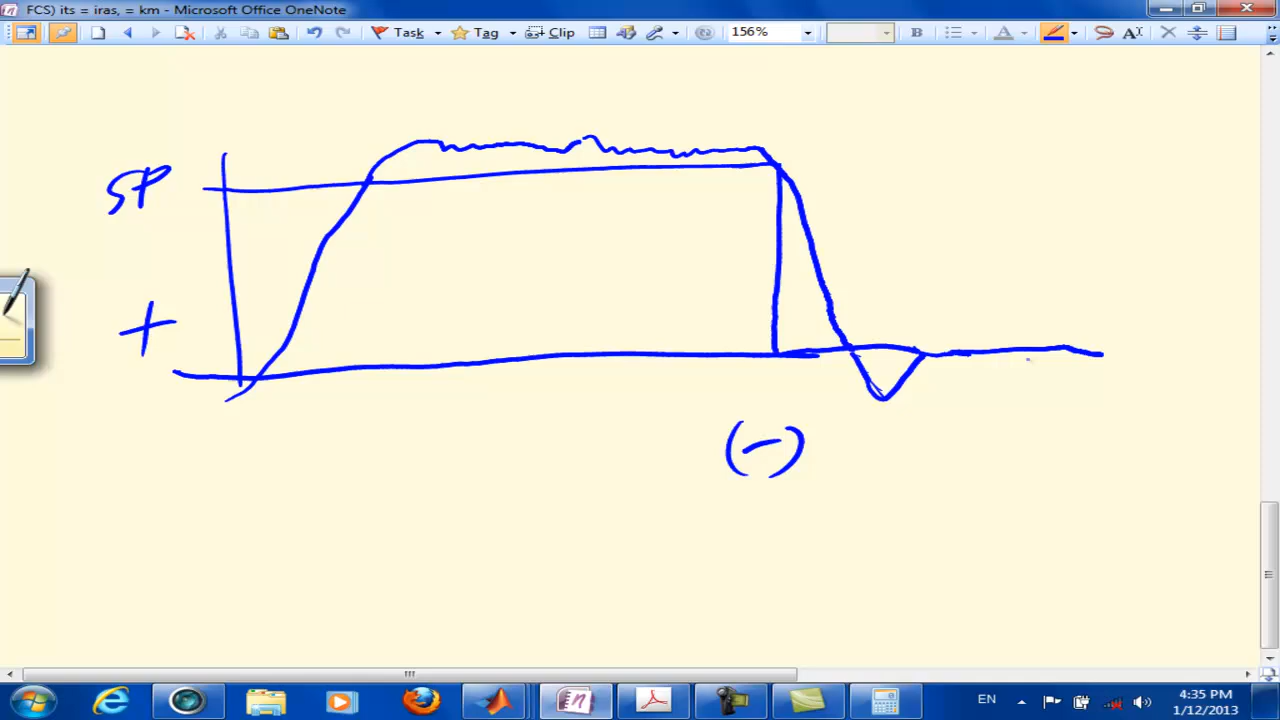 FCS) its = iras, = km - Microsoft Office OneNote
Task Tag Clip 156% B A A
SP
+
(-)
EN 4:35 PM
1/12/2013